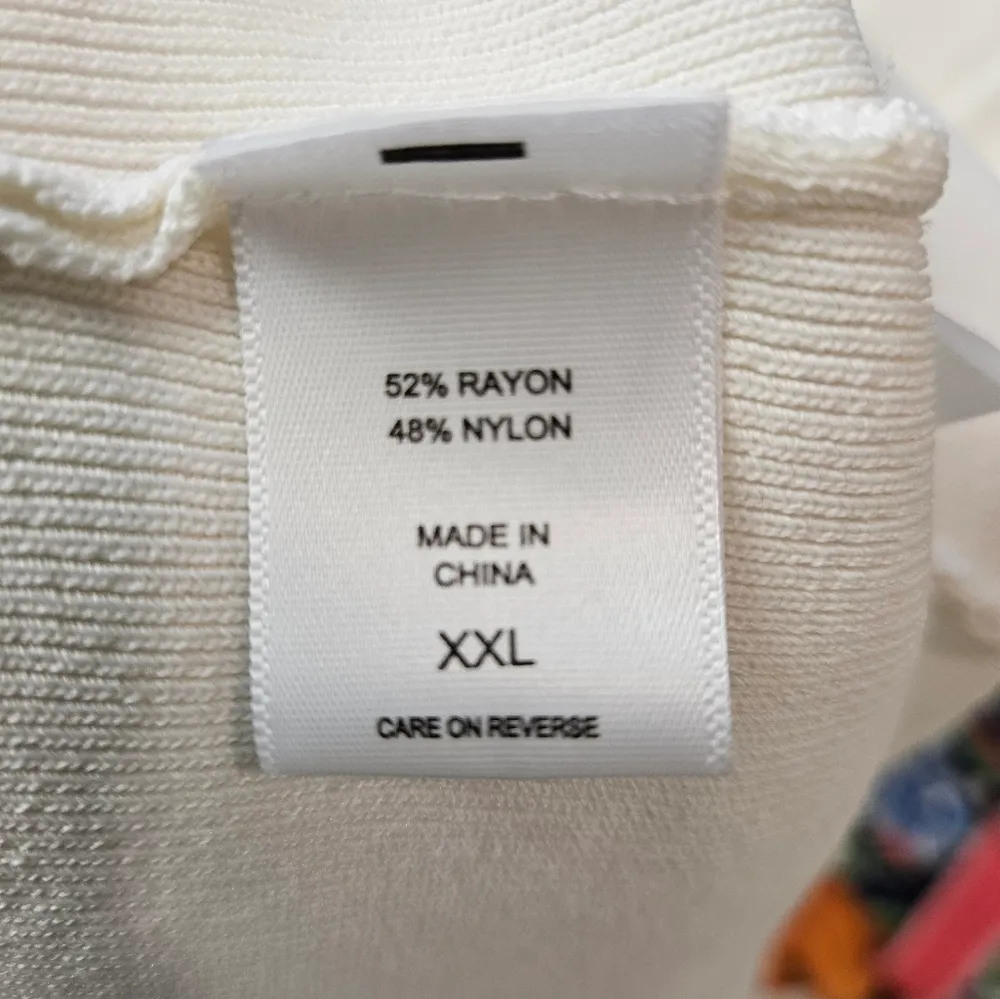 52% RAYON
48% NYLON
MADE IN
CHINA
XXL
CARE ON REVERSE